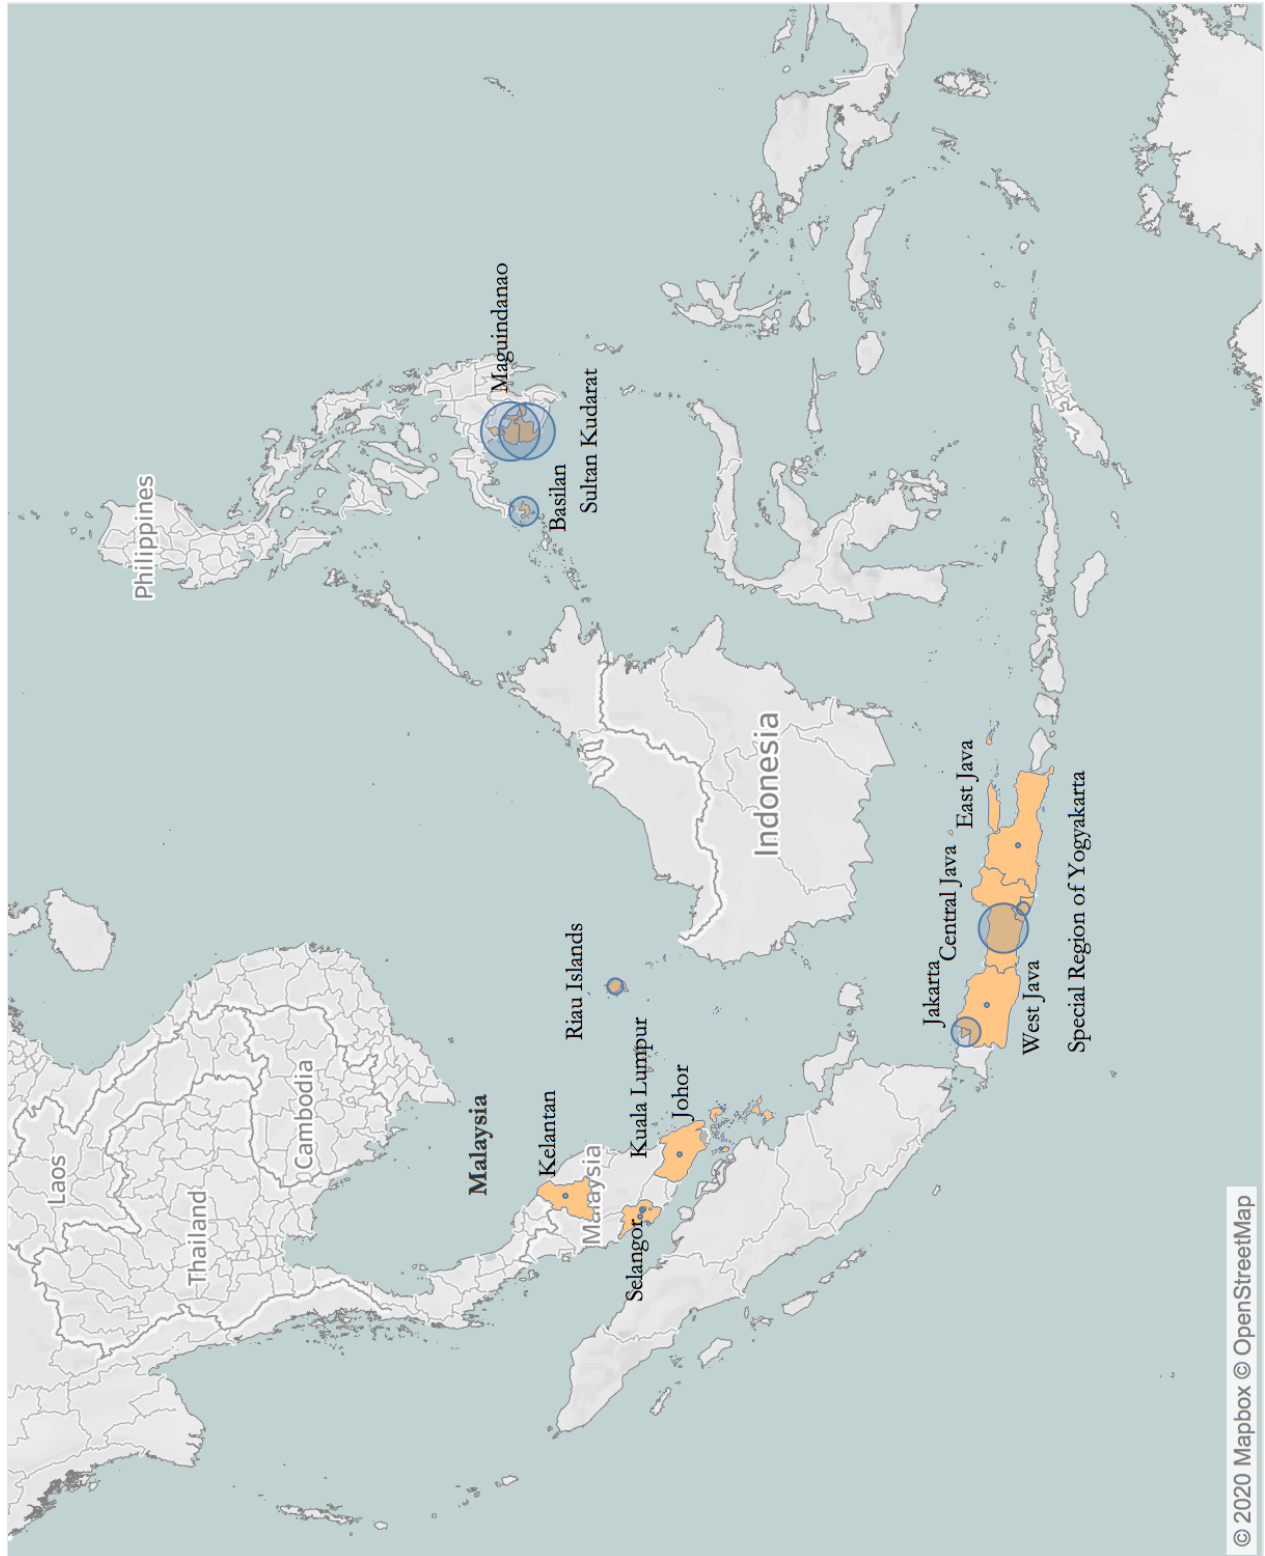 Philippines
Laos
Thailand
Cambodia
Maguindanao
Basilan
Sultan Kudarat
Malaysia
Kelantan
Malaysia
Selangor
Kuala Lumpur
Johor
Riau Islands
Indonesia
Jakarta
Central Java
East Java
West Java
Special Region of Yogyakarta
© 2020 Mapbox © OpenStreetMap